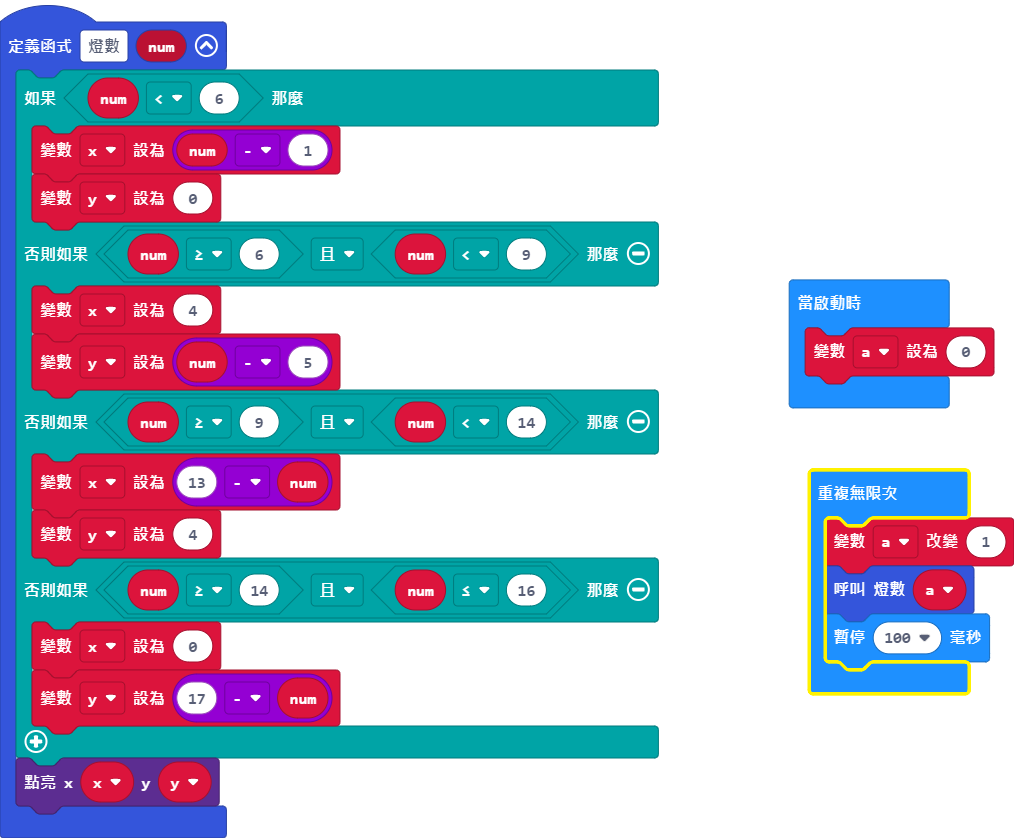 定義函式 燈數 num
如果 num < 6 那麼
變數 x 設為 num - 1
變數 y 設為 0
否則如果 num ≥ 6 且 num < 9 那麼
變數 x 設為 4
變數 y 設為 num - 5
否則如果 num ≥ 9 且 num < 14 那麼
變數 x 設為 13 - num
變數 y 設為 4
否則如果 num ≥ 14 且 num ≤ 16 那麼
變數 x 設為 0
變數 y 設為 17 - num
點亮 x x y y
當啟動時
變數 a 設為 0
重複無限次
變數 a 改變 1
呼叫 燈數 a
暫停 100 毫秒